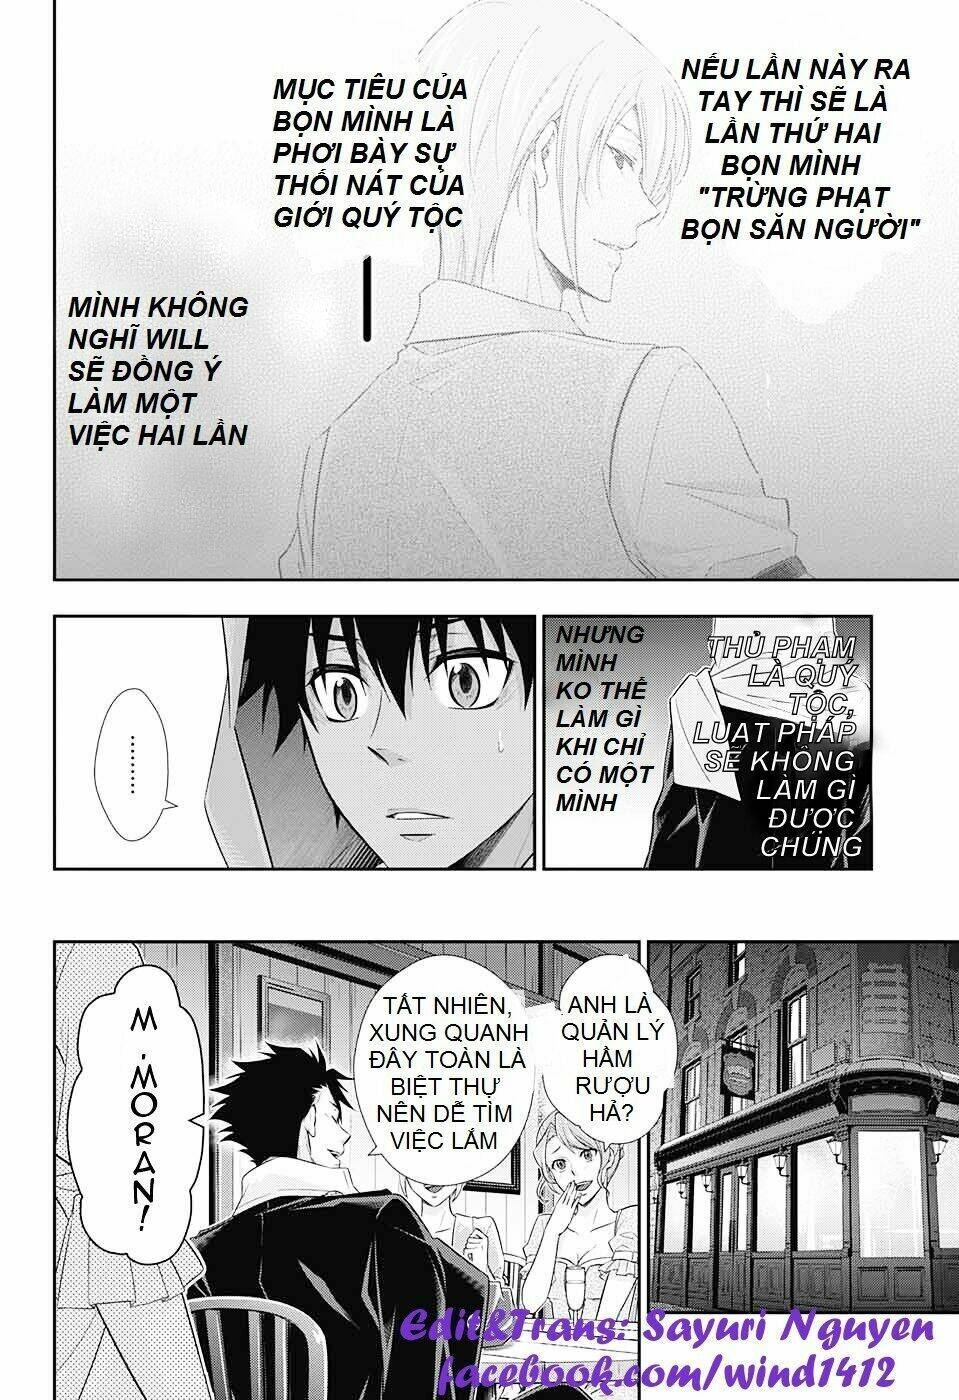 NẾU LẦN NÀY RA
TAY THÌ SẼ LÀ
LẦN THỨ HAI
BỌN MÌNH
"TRỪNG PHẠT
BỌN SĂN NGƯỜI"
MỤC TIÊU CỦA
BỌN MÌNH LÀ
PHƠI BÀY SỰ
THỐI NÁT CỦA
GIỚI QUÝ TỘC
MÌNH KHÔNG
NGHĨ WILL
SẼ ĐỒNG Ý
LÀM MỘT
VIỆC HAI LẦN
THỦ PHẠM
LÀ QUÝ
TỘC,
LUẬT PHÁP
SẼ KHÔNG
LÀM GÌ
ĐƯỢC
CHÚNG
NHƯNG
MÌNH
KO THỂ
LÀM GÌ
KHI CHỈ
CÓ MỘT
MÌNH
.........
ANH LÀ
QUẢN LÝ
HẦM
RƯỢU
HẢ?
TẤT NHIÊN,
XUNG QUANH
ĐÂY TOÀN LÀ
BIỆT THỰ
NÊN DỄ TÌM
VIỆC LẮM
M.MORAN!
Edit&Trans: Sayuri Nguyen
facebook.com/wind1412